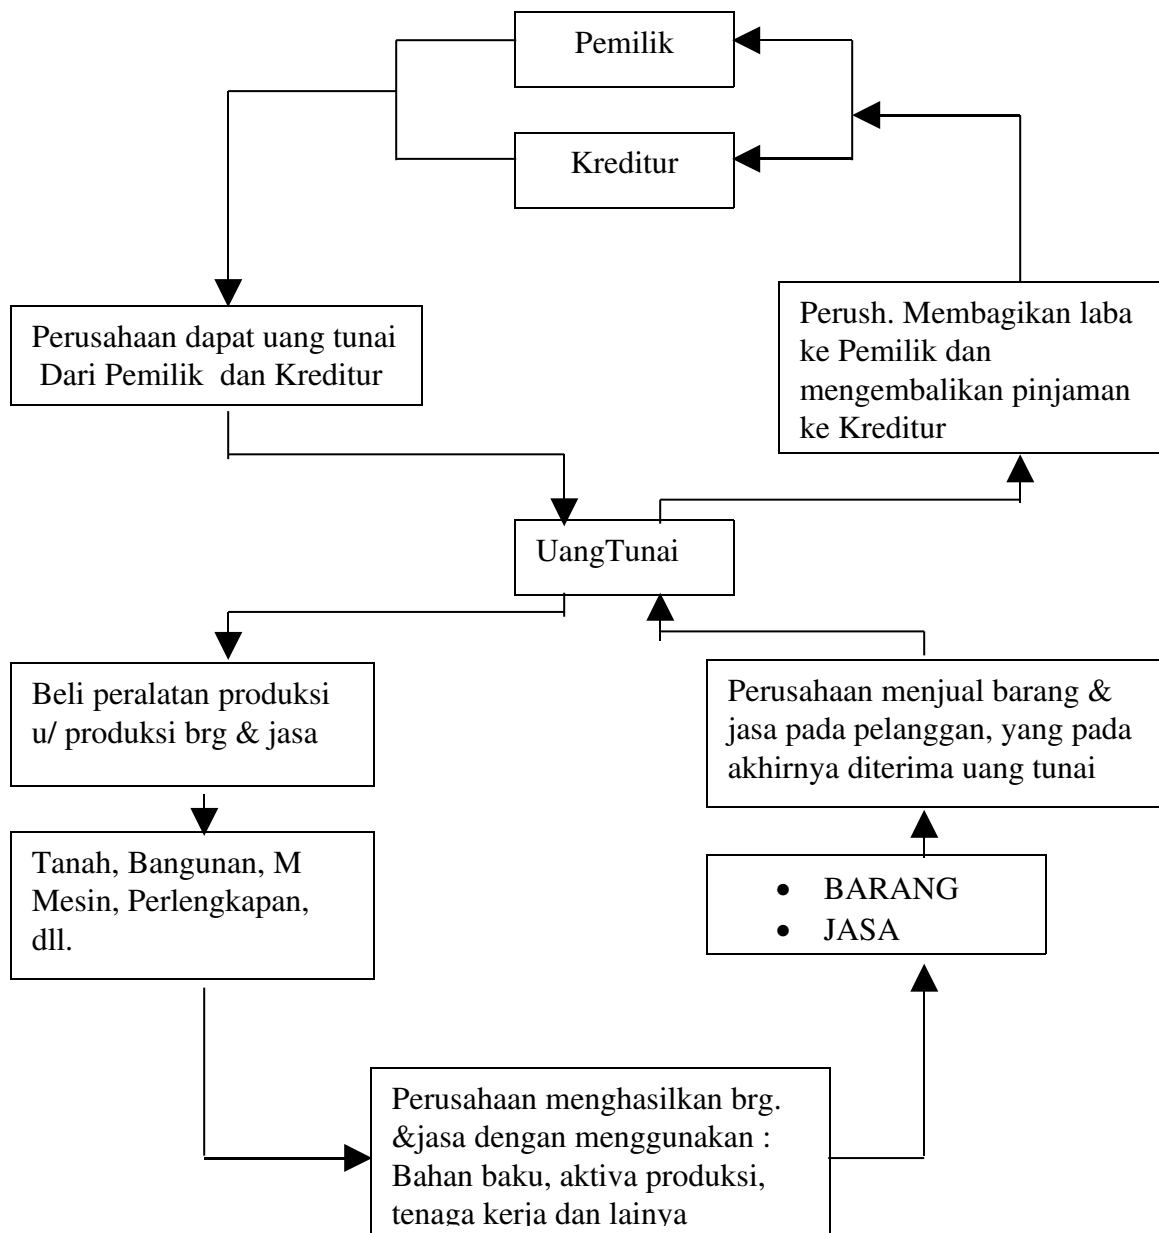 Pemilik
Kreditur
Perusahaan dapat uang tunai
Dari Pemilik dan Kreditur
Perush. Membagikan laba
ke Pemilik dan
mengembalikan pinjaman
ke Kreditur
UangTunai
Beli peralatan produksi
u/ produksi brg & jasa
Perusahaan menjual barang &
jasa pada pelanggan, yang pada
akhirnya diterima uang tunai
Tanah, Bangunan, M
Mesin, Perlengkapan,
dll.
• BARANG
• JASA
Perusahaan menghasilkan brg.
&jasa dengan menggunakan :
Bahan baku, aktiva produksi,
tenaga kerja dan lainya